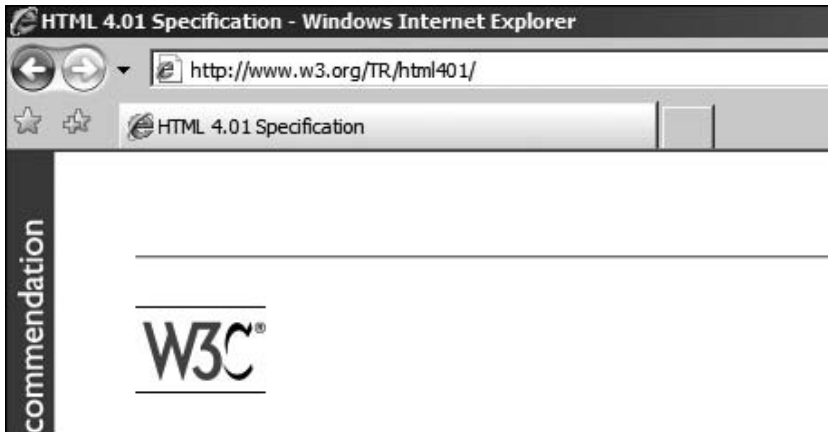 HTML 4.01 Specification - Windows Internet Explorer
http://www.w3.org/TR/html401/
HTML 4.01 Specification
commendation
W3C®